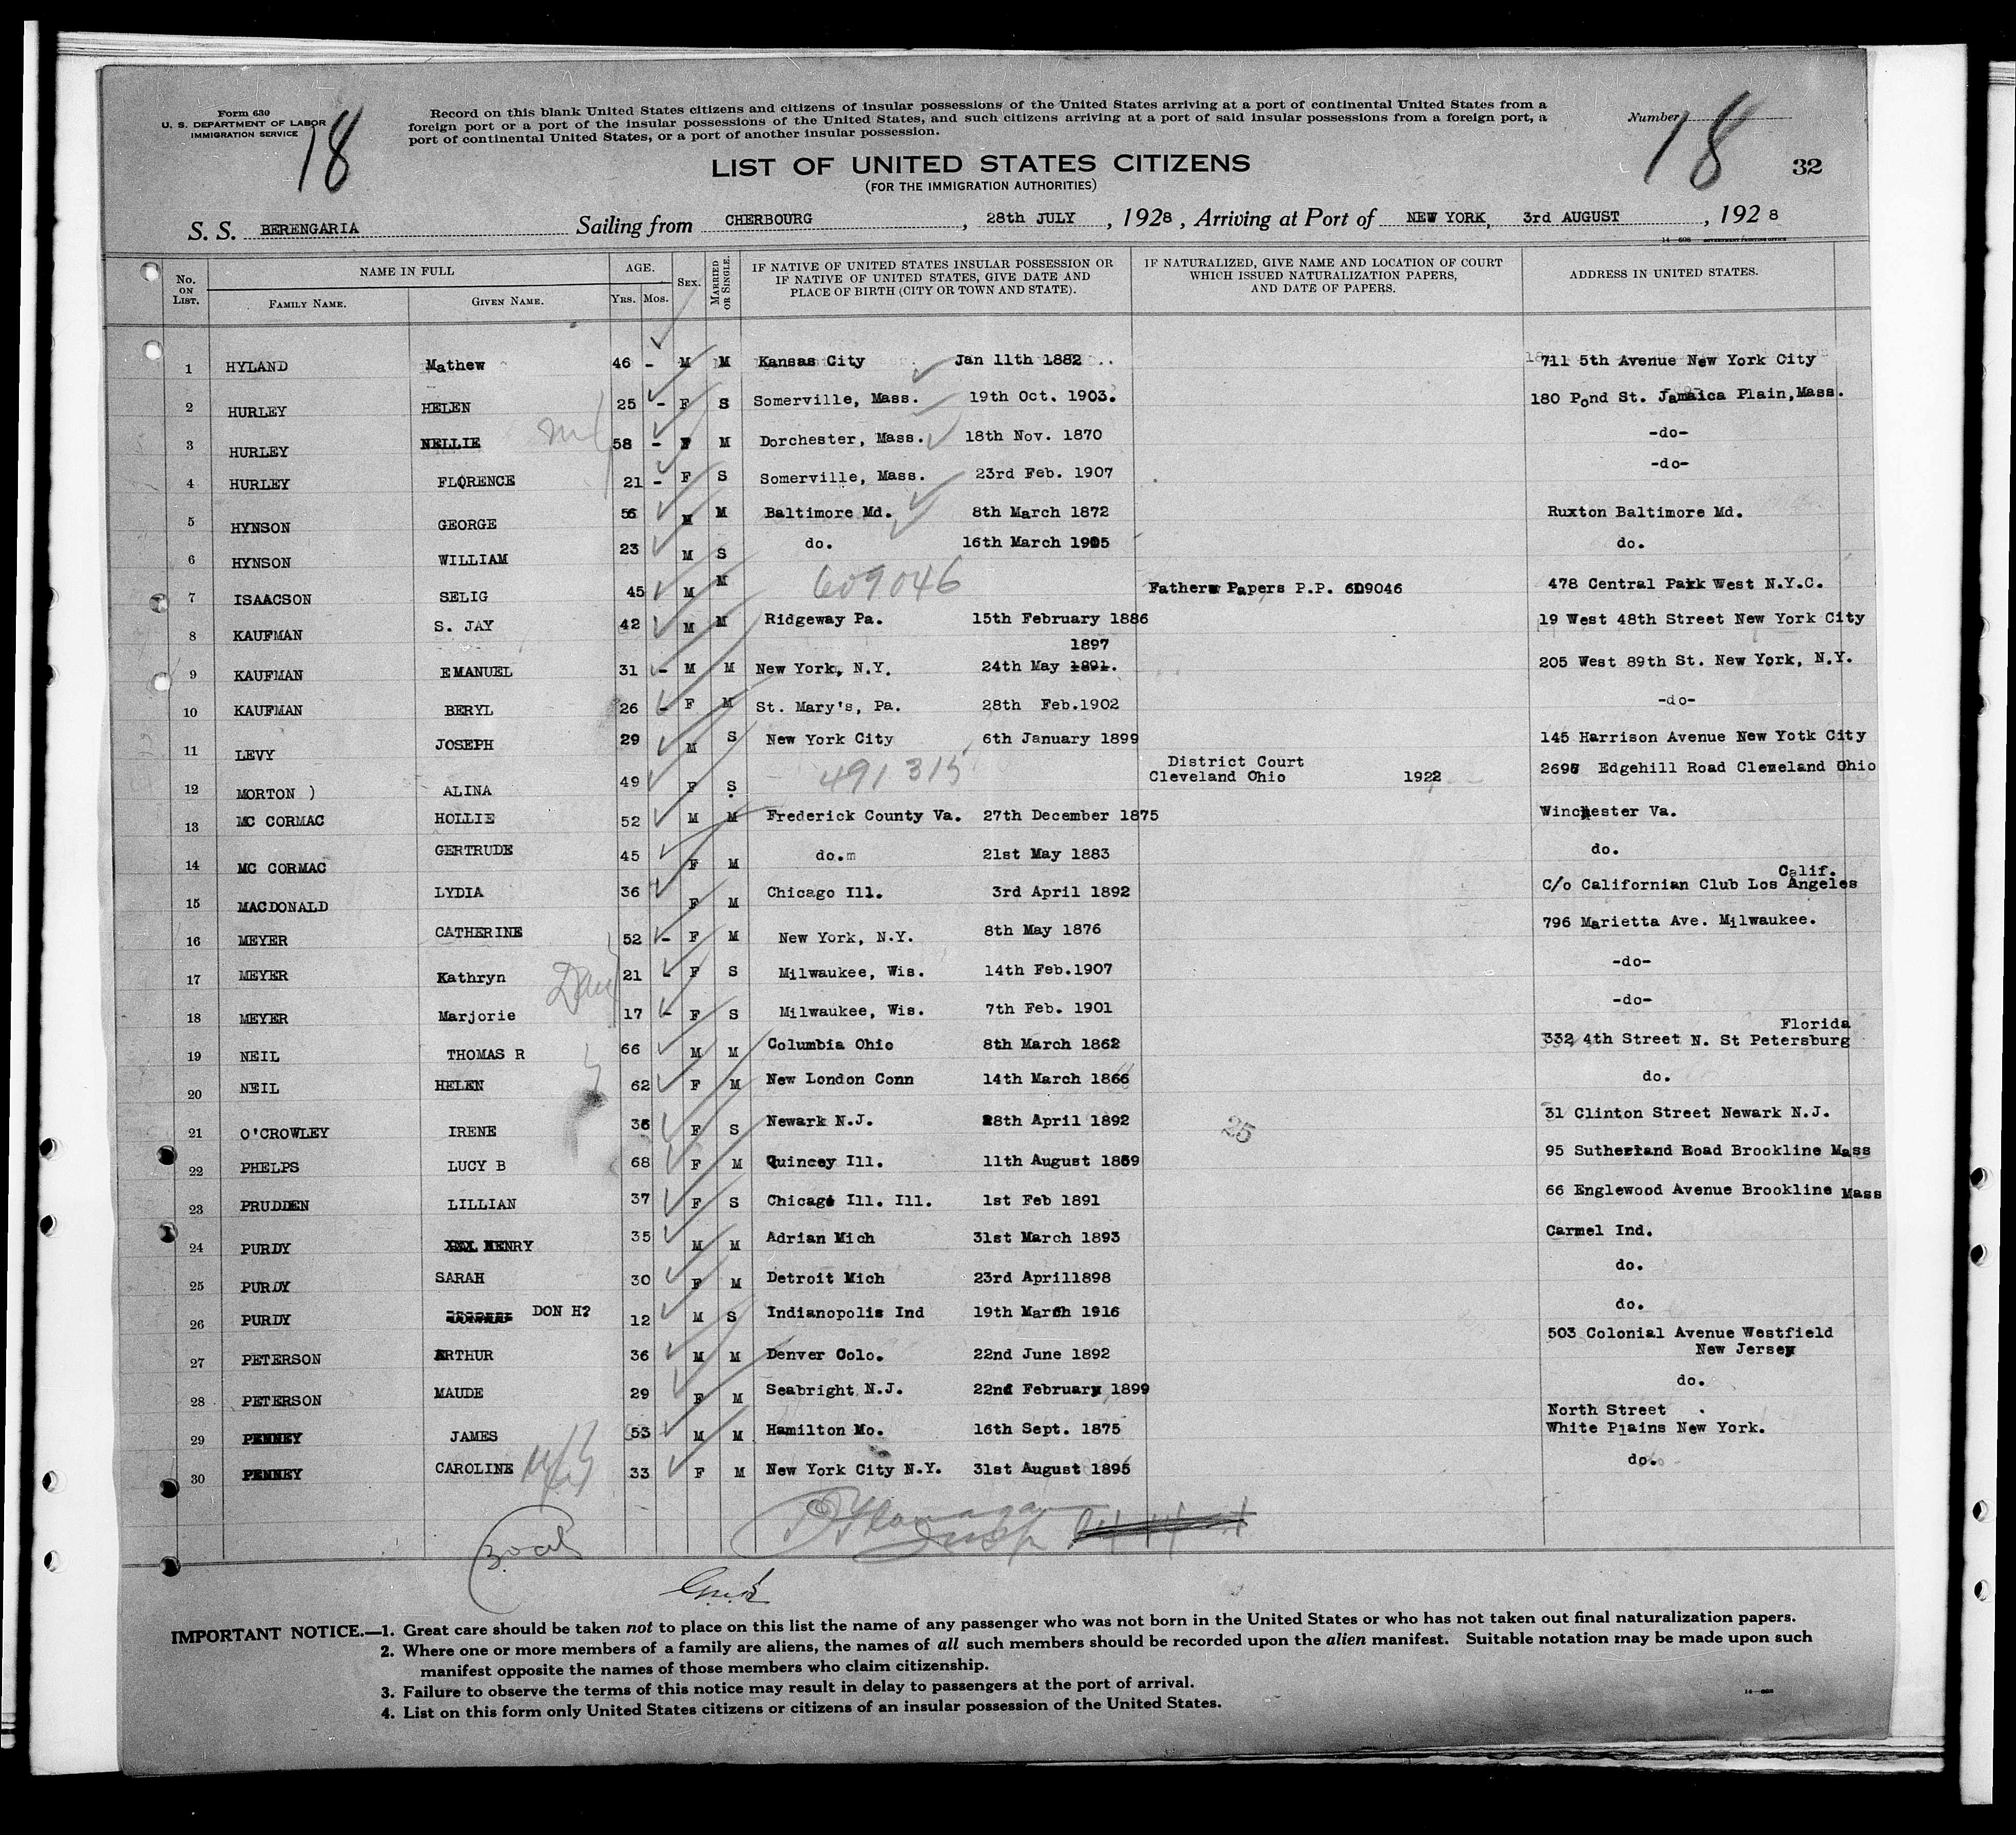 Form 630
U. S. DEPARTMENT OF LABOR
IMMIGRATION SERVICE
18
Record on this blank United States citizens and citizens of insular possessions of the United States arriving at a port of continental United States from a
foreign port or a port of the insular possessions of the United States, and such citizens arriving at a port of said insular possessions from a foreign port, a
port of continental United States, or a port of another insular possession.
Number
18
32
LIST OF UNITED STATES CITIZENS
(FOR THE IMMIGRATION AUTHORITIES)
S. S. BERENGARIA Sailing from CHERBOURG, 28th JULY, 1928, Arriving at Port of NEW YORK, 3rd AUGUST, 1928
No. ON LIST. NAME IN FULL FAMILY NAME. GIVEN NAME. AGE. YRS. MOS. SEX. MARRIED OR SINGLE. IF NATIVE OF UNITED STATES INSULAR POSSESSION OR IF NATIVE OF UNITED STATES, GIVE DATE AND PLACE OF BIRTH (CITY OR TOWN AND STATE). IF NATURALIZED, GIVE NAME AND LOCATION OF COURT WHICH ISSUED NATURALIZATION PAPERS, AND DATE OF PAPERS. ADDRESS IN UNITED STATES.
1 HYLAND Mathew 46 - M M Kansas City Jan 11th 1882 711 5th Avenue New York City
2 HURLEY HELEN 25 - F S Somerville, Mass. 19th Oct. 1903. 180 Pond St. Jamaica Plain, Mass.
3 HURLEY NELLIE 58 - F M Dorchester, Mass. 18th Nov. 1870 -do-
4 HURLEY FLORENCE 21 - F S Somerville, Mass. 23rd Feb. 1907 -do-
5 HYNSON GEORGE 56 M M Baltimore Md. 8th March 1872 Ruxton Baltimore Md.
6 HYNSON WILLIAM 23 M S do. 16th March 1905 do.
7 ISAACSON SELIG 45 M M 609046 Fathers Papers P.P. 609046 478 Central Park West N.Y.C.
8 KAUFMAN S. JAY 42 M M Ridgeway Pa. 15th February 1886 19 West 48th Street New York City
1897
9 KAUFMAN EMANUEL 31 - M M New York, N.Y. 24th May 1891. 205 West 89th St. New York, N.Y.
10 KAUFMAN BERYL 26 - F M St. Mary's, Pa. 28th Feb.1902 -do-
11 LEVY JOSEPH 29 M S New York City 6th January 1899 145 Harrison Avenue New Yotk City
12 MORTON ) ALINA 49 F S 491315 District Court Cleveland Ohio 1922 Edgehill Road Cleveland Ohio
13 MC CORMAC HOLLIE 52 M M Frederick County Va. 27th December 1875 Winchester Va.
14 MC CORMAC GERTRUDE 45 F M do.m 21st May 1883 do.
Calif.
15 MACDONALD LYDIA 36 F M Chicago Ill. 3rd April 1892 C/o Californian Club Los Angeles
16 MEYER CATHERINE 52 - F M New York, N.Y. 8th May 1876 796 Marietta Ave. Milwaukee.
17 MEYER Kathryn 21 - F S Milwaukee, Wis. 14th Feb.1907 -do-
18 MEYER Marjorie 17 - F S Milwaukee, Wis. 7th Feb. 1901 -do-
Florida
19 NEIL THOMAS R 66 M M Columbia Ohio 8th March 1862 332 4th Street N. St Petersburg
20 NEIL HELEN 62 F M New London Conn 14th March 1866 do.
21 O'CROWLEY IRENE 36 F S Newark N.J. 28th April 1892 25 31 Clinton Street Newark N.J.
22 PHELPS LUCY B 68 F M Quincey Ill. 11th August 1859 95 Sutherland Road Brookline Mass
23 PRUDDEN LILLIAN 37 F S Chicago Ill. Ill. 1st Feb 1891 66 Englewood Avenue Brookline Mass
24 PURDY HENRY 35 M M Adrian Mich 31st March 1893 Carmel Ind.
25 PURDY SARAH 30 F M Detroit Mich 23rd April1898 do.
26 PURDY DON H? 12 M S Indianopolis Ind 19th March 1916 do.
27 PETERSON ARTHUR 36 M M Denver Colo. 22nd June 1892 503 Colonial Avenue Westfield
New Jersey
28 PETERSON MAUDE 29 F M Seabright N.J. 22nd February 1899 do.
North Street
29 PENNEY JAMES 53 M M Hamilton Mo. 16th Sept. 1875 White Plains New York.
30 PENNEY CAROLINE 33 F M New York City N.Y. 31st August 1895 do.
IMPORTANT NOTICE.—1. Great care should be taken not to place on this list the name of any passenger who was not born in the United States or who has not taken out final naturalization papers.
2. Where one or more members of a family are aliens, the names of all such members should be recorded upon the alien manifest. Suitable notation may be made upon such
manifest opposite the names of those members who claim citizenship.
3. Failure to observe the terms of this notice may result in delay to passengers at the port of arrival.
4. List on this form only United States citizens or citizens of an insular possession of the United States.